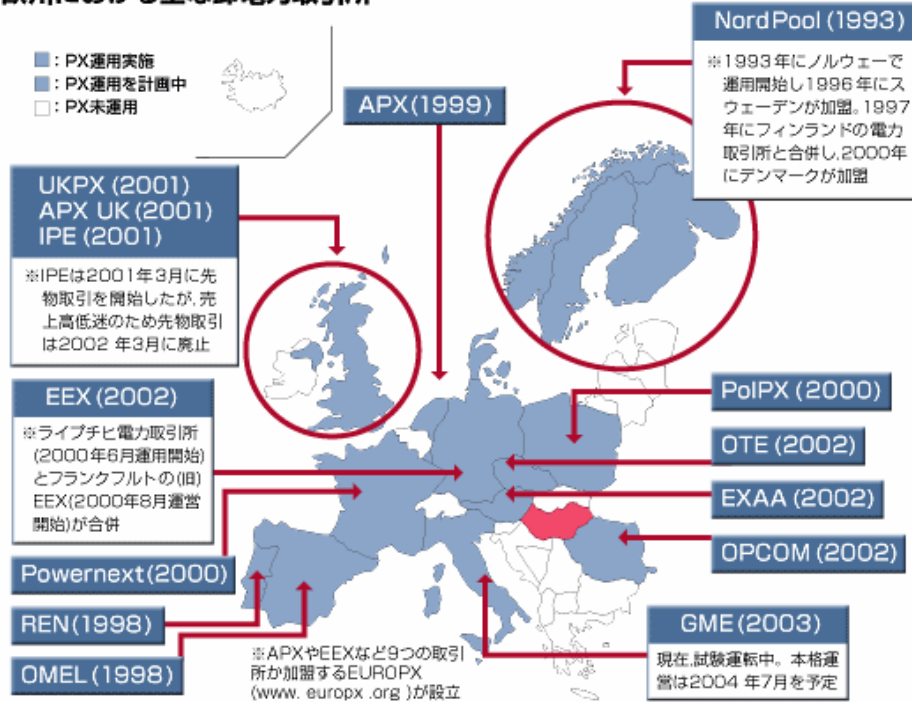 ■：PX運用実施
■：PX運用を計画中
□：PX未運用
NordPool (1993)
※1993年にノルウェーで
運用開始し1996年にス
ウェーデンが加盟。1997
年にフィンランドの電力
取引所と合併し、2000年
にデンマークが加盟
APX (1999)
UKPX (2001)
APX UK (2001)
IPE (2001)
※IPEは2001年3月に先
物取引を開始したが、売
上高低迷のため先物取引
は2002 年3月に廃止
EEX (2002)
※ライプチヒ電力取引所
(2000年6月運用開始)
とフランクフルトの(旧)
EEX(2000年8月運営
開始)が合併
Powernext (2000)
REN (1998)
OMEL (1998)
PolPX (2000)
OTE (2002)
EXAA (2002)
OPCOM (2002)
GME (2003)
現在、試験運転中。本格運
営は2004 年7月を予定
※APXやEEXなど9つの取引
所か加盟するEUROPX
(www. europx .org )が設立